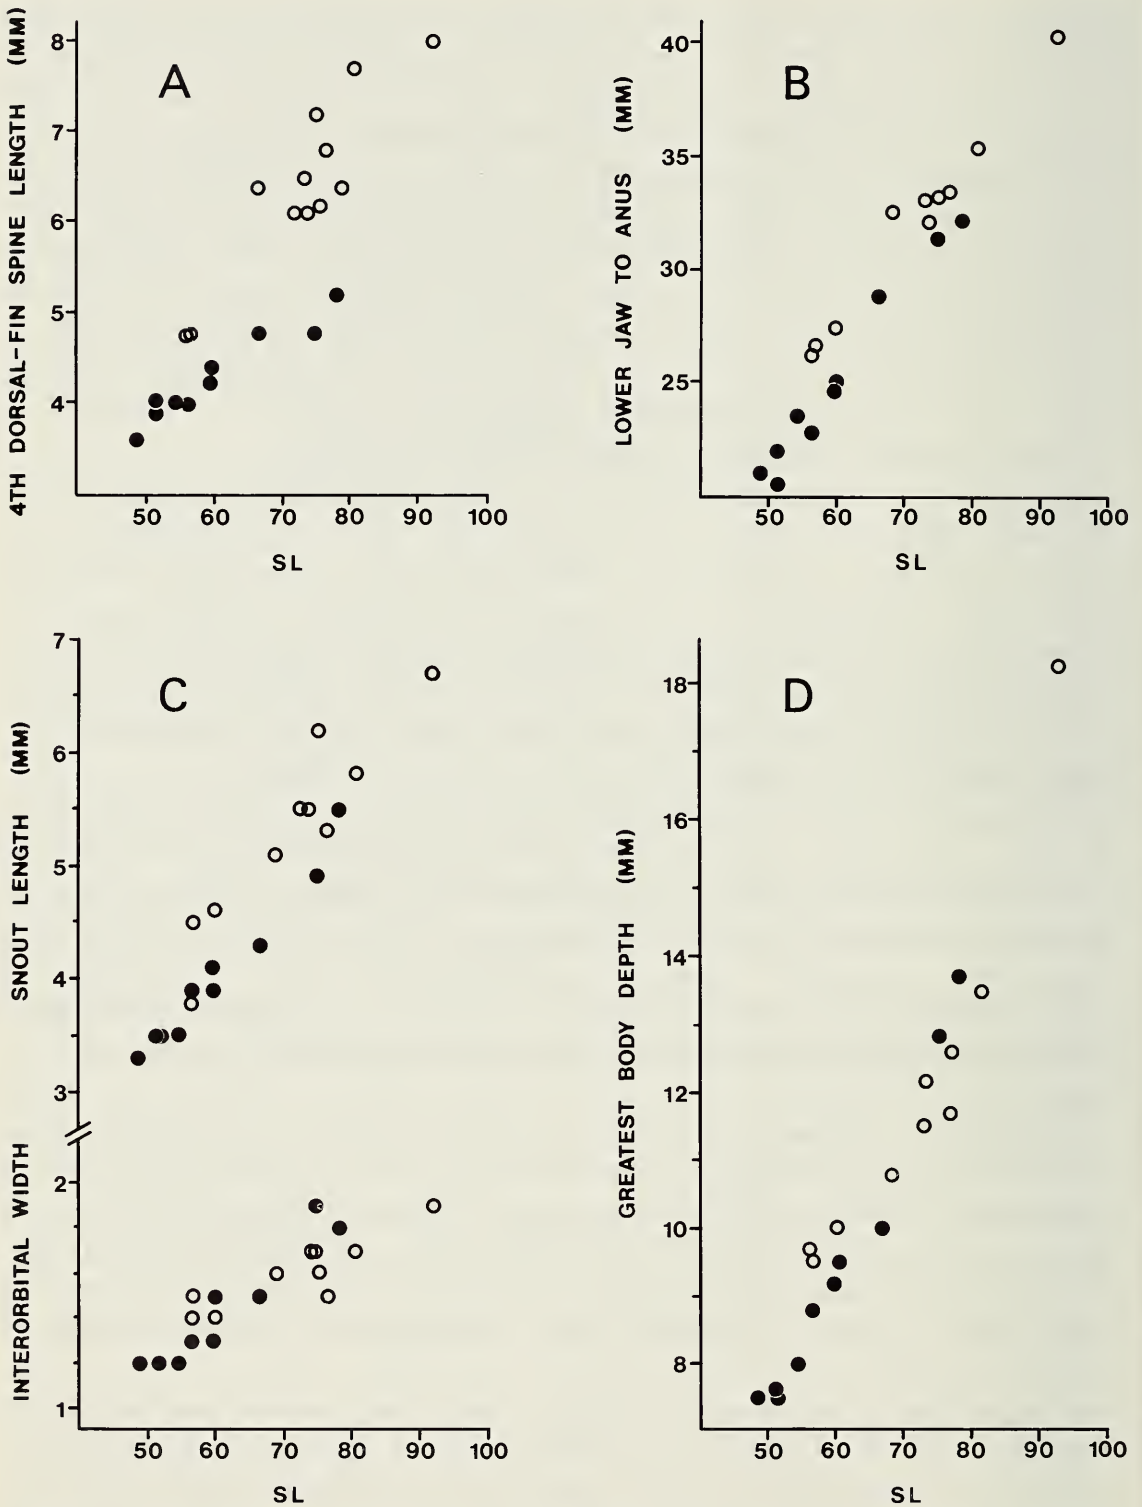 A
4TH DORSAL-FIN SPINE LENGTH (MM)
8
7
6
5
4
50 60 70 80 90 100
SL
B
LOWER JAW TO ANUS (MM)
40
35
30
25
50 60 70 80 90 100
SL
C
SNOUT LENGTH (MM)
7
6
5
4
3
INTERORBITAL WIDTH
2
1
50 60 70 80 90 100
SL
D
GREATEST BODY DEPTH (MM)
18
16
14
12
10
8
50 60 70 80 90 100
SL